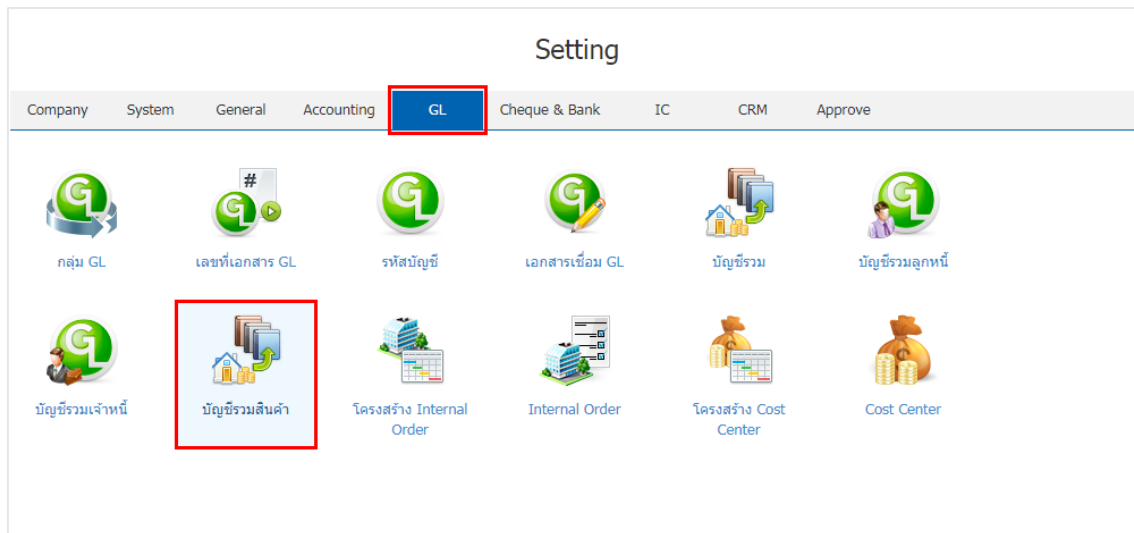 Setting
Company System General Accounting GL Cheque & Bank IC CRM Approve
กลุ่ม GL เลขที่เอกสาร GL รหัสบัญชี เอกสารเชื่อม GL บัญชีรวม บัญชีรวมลูกหนี้
บัญชีรวมเจ้าหนี้ บัญชีรวมสินค้า โครงสร้าง Internal Internal Order โครงสร้าง Cost Cost Center
Order Center